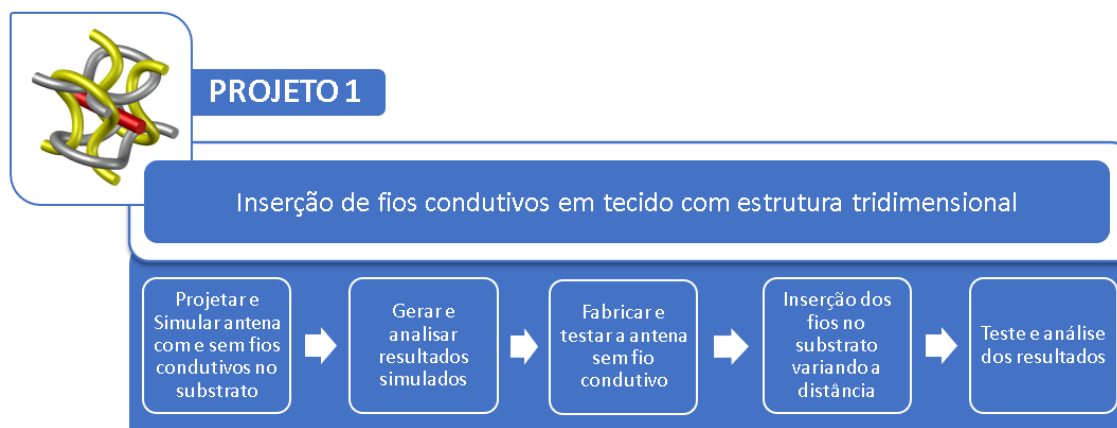 PROJETO 1
Inserção de fios condutivos em tecido com estrutura tridimensional
Projetar e
Simular antena
com e sem fios
condutivos no
substrato
Gerar e
analisar
resultados
simulados
Fabricar e
testar a antena
sem fio
condutivo
Inserção dos
fios no
substrato
variando a
distância
Teste e análise
dos resultados